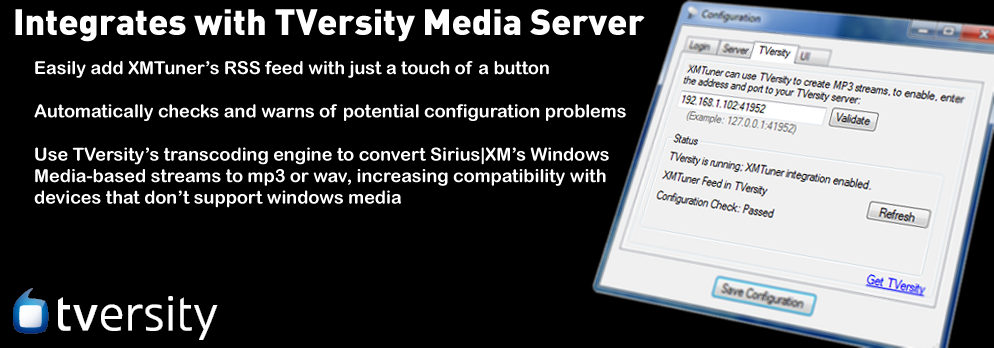 Integrates with TVersity Media Server
Easily add XMTuner's RSS feed with just a touch of a button
Automatically checks and warns of potential configuration problems
Use TVersity's transcoding engine to convert Sirius|XM's Windows
Media-based streams to mp3 or wav, increasing compatibility with
devices that don't support windows media
tversity
Configuration
Login Server TVersity UI
XMTuner can use TVersity to create MP3 streams, to enable, enter
the address and port to your TVersity server:
192.168.1.102:41952 Validate
(Example: 127.0.0.1:41952)
Status
TVersity is running: XMTuner integration enabled.
XMTuner Feed in TVersity
Configuration Check: Passed
Refresh
Get TVersity
Save Configuration